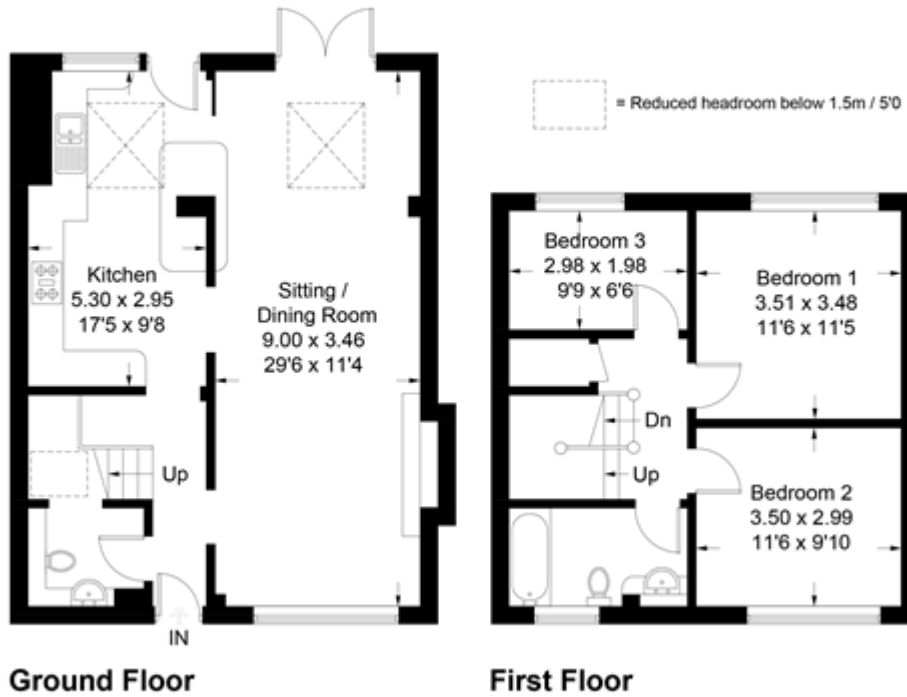 = Reduced headroom below 1.5m / 5'0
Kitchen
5.30 x 2.95
17'5 x 9'8
Sitting /
Dining Room
9.00 x 3.46
29'6 x 11'4
Up
IN
Ground Floor
Bedroom 3
2.98 x 1.98
9'9 x 6'6
Bedroom 1
3.51 x 3.48
11'6 x 11'5
Dn
Up
Bedroom 2
3.50 x 2.99
11'6 x 9'10
First Floor